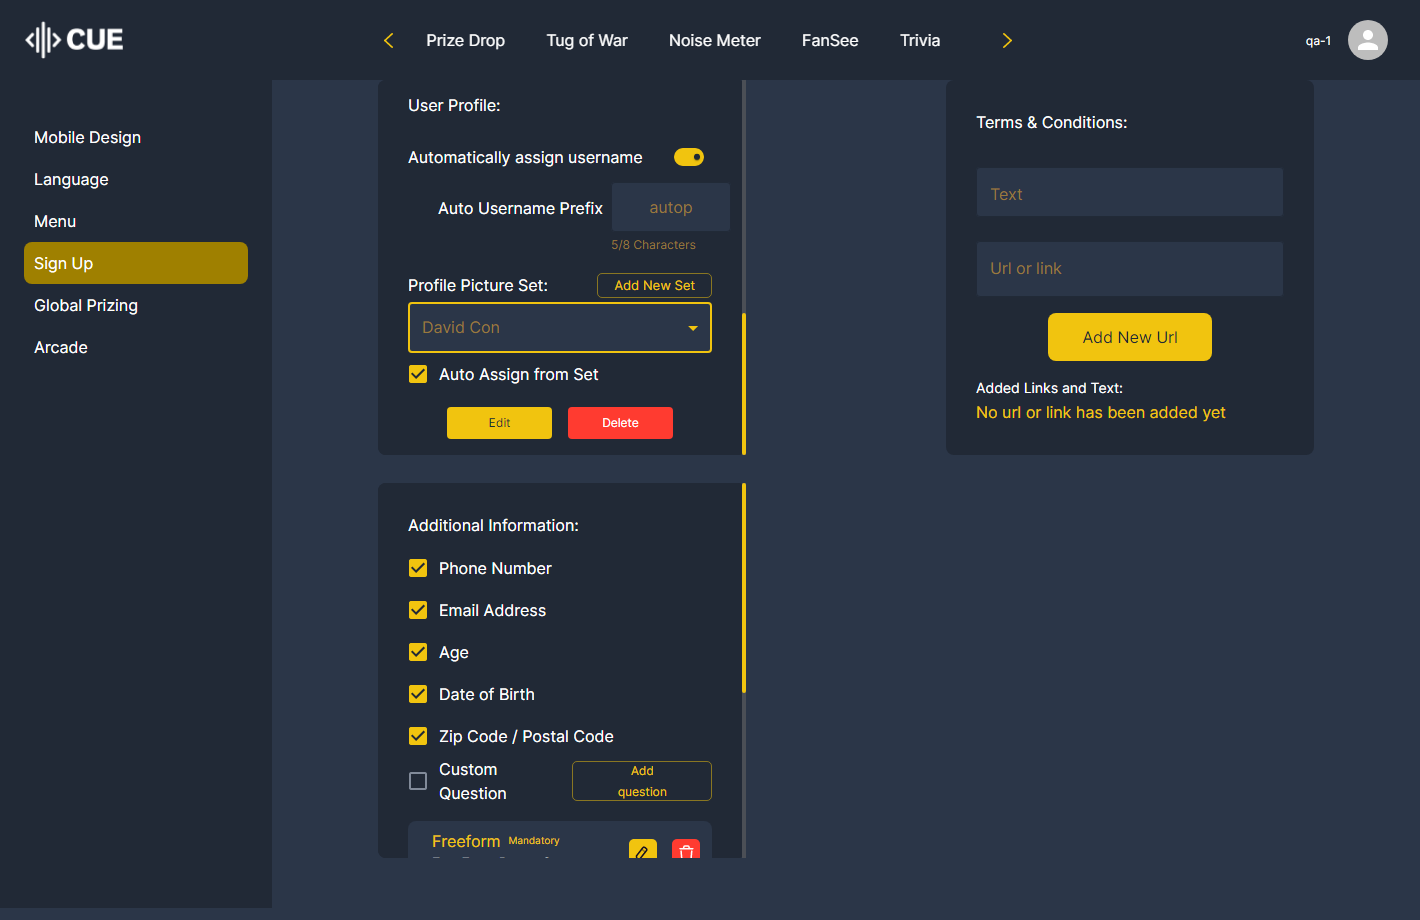 CUE
Prize Drop
Tug of War
Noise Meter
FanSee
Trivia
qa-1
Mobile Design
Language
Menu
Sign Up
Global Prizing
Arcade
User Profile:
Automatically assign username
Auto Username Prefix
autop
5/8 Characters
Profile Picture Set:
Add New Set
David Con
Auto Assign from Set
Edit
Delete
Additional Information:
Phone Number
Email Address
Age
Date of Birth
Zip Code / Postal Code
Custom
Question
Add
question
Freeform Mandatory
Terms & Conditions:
Text
Url or link
Add New Url
Added Links and Text:
No url or link has been added yet